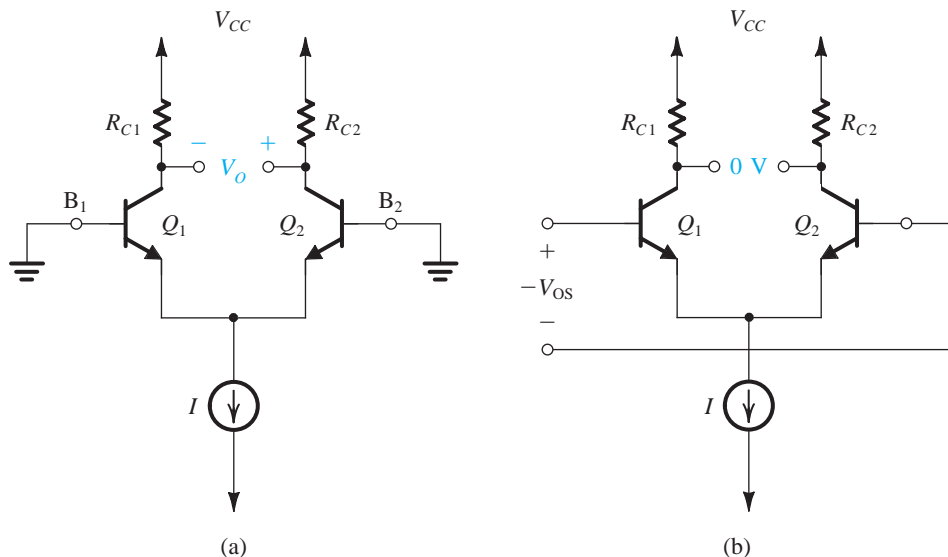 V_CC V_CC
R_C1 R_C2 R_C1 R_C2
− V_O + 0 V
B_1 B_2
Q_1 Q_2 Q_1 Q_2
+
−V_OS
−
I I
(a) (b)